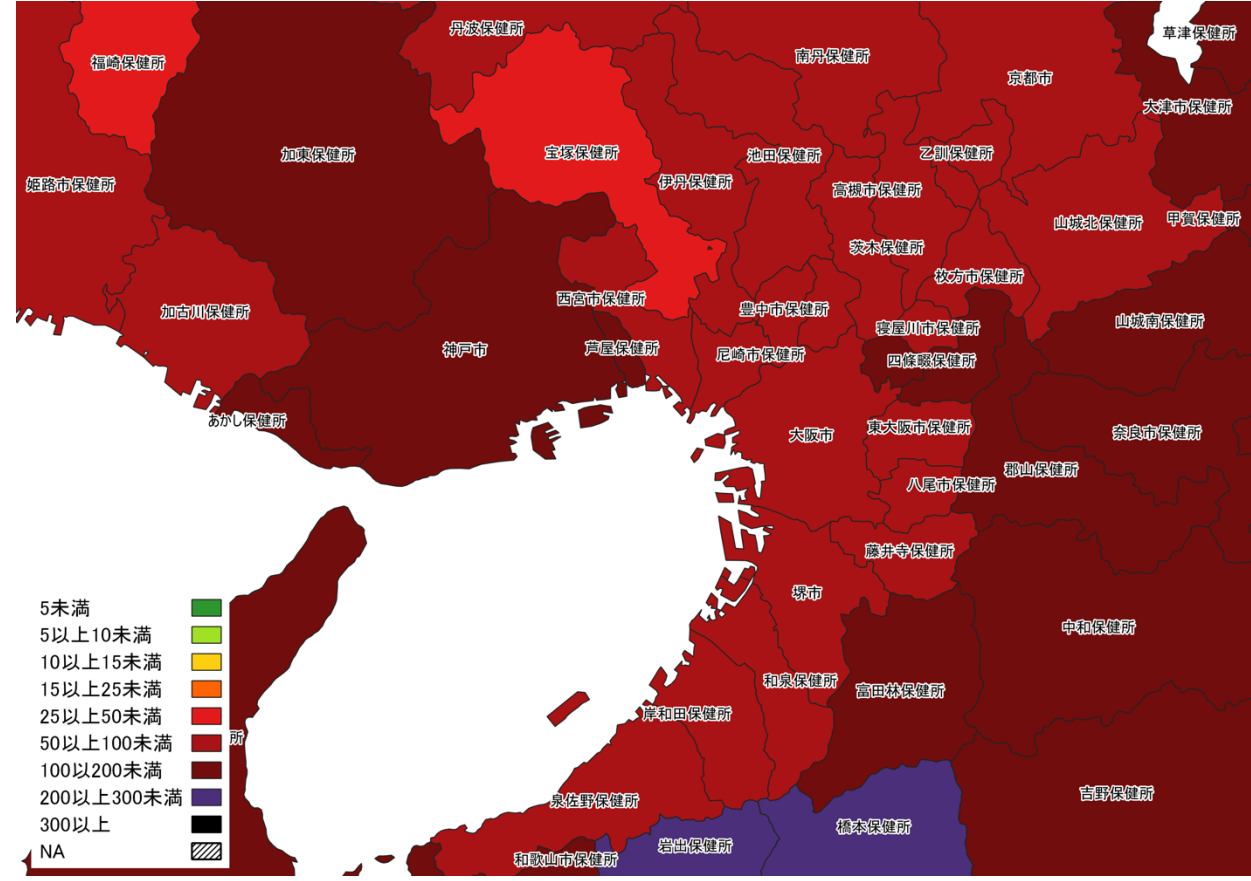 草津保健所
丹波保健所
南丹保健所
福崎保健所
京都市
大津市保健所
加東保健所
宝塚保健所
池田保健所
乙訓保健所
姫路市保健所
伊丹保健所
高槻市保健所
山城北保健所
甲賀保健所
茨木保健所
枚方市保健所
加古川保健所
西宮市保健所
豊中市保健所
寝屋川市保健所
山城南保健所
神戸市
芦屋保健所
尼崎市保健所
四條畷保健所
あかし保健所
大阪市
東大阪市保健所
奈良市保健所
郡山保健所
八尾市保健所
藤井寺保健所
堺市
中和保健所
和泉保健所
富田林保健所
岸和田保健所
所
泉佐野保健所
吉野保健所
橋本保健所
岩出保健所
和歌山市保健所
5未満
5以上10未満
10以上15未満
15以上25未満
25以上50未満
50以上100未満
100以200未満
200以上300未満
300以上
NA